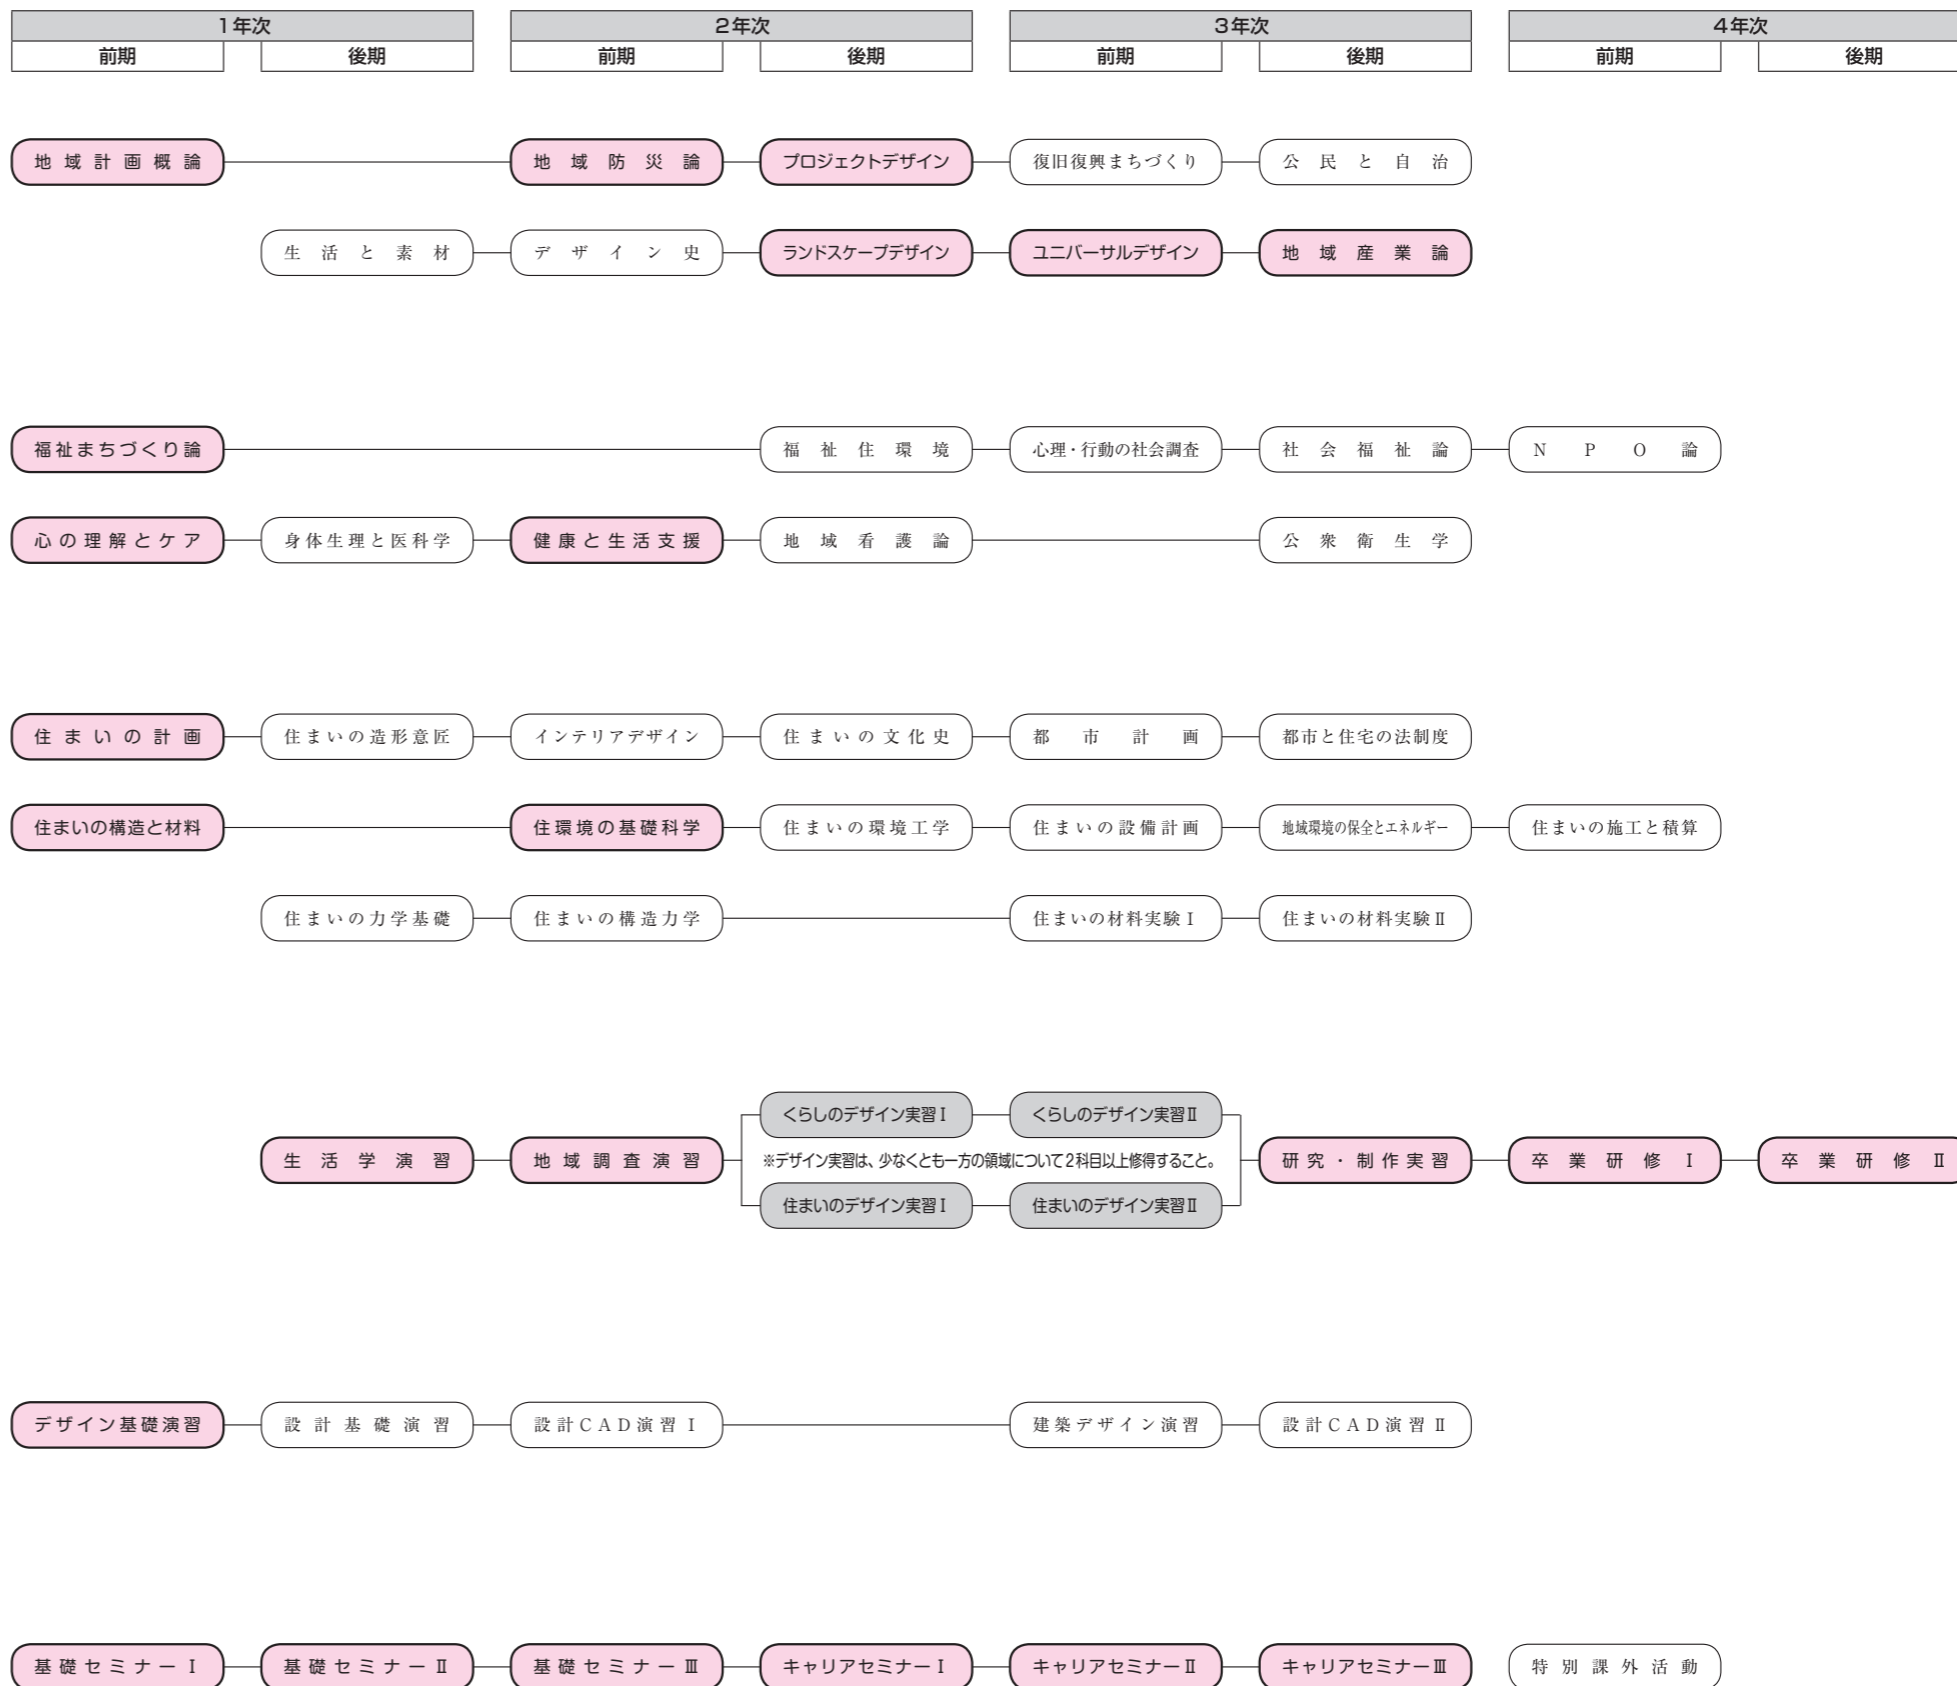 1年次 2年次 3年次 4年次
前期 後期 前期 後期 前期 後期 前期 後期
地域計画概論 地域防災論 プロジェクトデザイン 復旧復興まちづくり 公民と自治
生活と素材 デザイン史 ランドスケープデザイン ユニバーサルデザイン 地域産業論
福祉まちづくり論 福祉住環境 心理・行動の社会調査 社会福祉論 NPO論
心の理解とケア 身体生理と医科学 健康と生活支援 地域看護論 公衆衛生学
住まいの計画 住まいの造形意匠 インテリアデザイン 住まいの文化史 都市計画 都市と住宅の法制度
住まいの構造と材料 住環境の基礎科学 住まいの環境工学 住まいの設備計画 地域環境の保全とエネルギー 住まいの施工と積算
住まいの力学基礎 住まいの構造力学 住まいの材料実験Ⅰ 住まいの材料実験Ⅱ
くらしのデザイン実習Ⅰ くらしのデザイン実習Ⅱ
生活学演習 地域調査演習 ※デザイン実習は、少なくとも一方の領域について2科目以上修得すること。 研究・制作実習 卒業研修Ⅰ 卒業研修Ⅱ
住まいのデザイン実習Ⅰ 住まいのデザイン実習Ⅱ
デザイン基礎演習 設計基礎演習 設計CAD演習Ⅰ 建築デザイン演習 設計CAD演習Ⅱ
基礎セミナーⅠ 基礎セミナーⅡ 基礎セミナーⅢ キャリアセミナーⅠ キャリアセミナーⅡ キャリアセミナーⅢ 特別課外活動